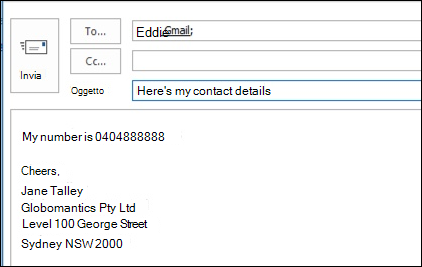 To...
Eddie Gmail;
Cc...
Invia
Oggetto
Here's my contact details
My number is 0404888888
Cheers,
Jane Talley
Globomantics Pty Ltd
Level 100 George Street
Sydney NSW 2000